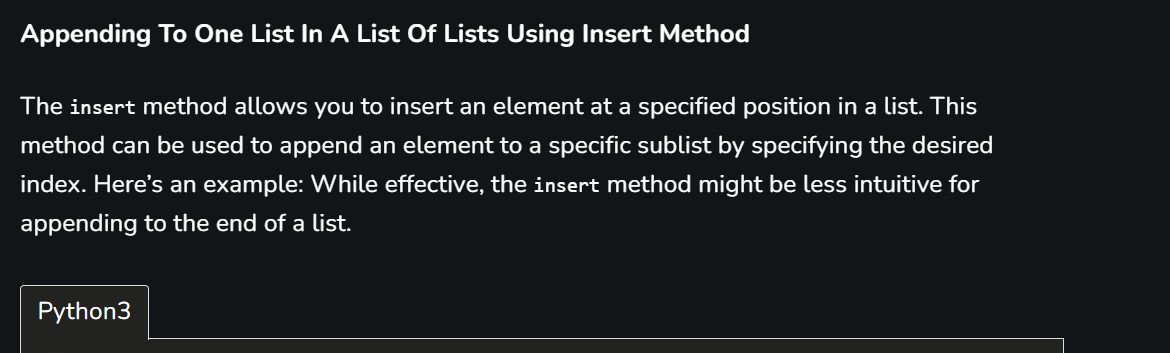 Appending To One List In A List Of Lists Using Insert Method
The insert method allows you to insert an element at a specified position in a list. This
method can be used to append an element to a specific sublist by specifying the desired
index. Here’s an example: While effective, the insert method might be less intuitive for
appending to the end of a list.
Python3